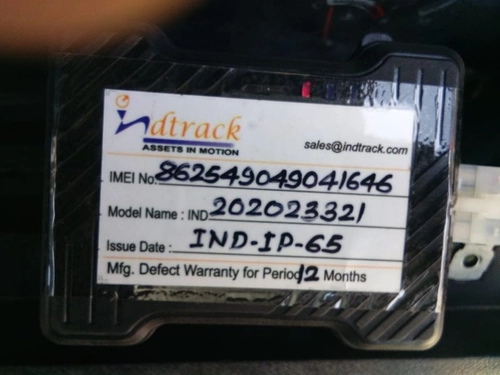 indtrack
ASSETS IN MOTION
sales@indtrack.com
IMEI No. 862549049041646
Model Name : IND 202023321
Issue Date : IND-IP-65
Mfg. Defect Warranty for Period 12 Months